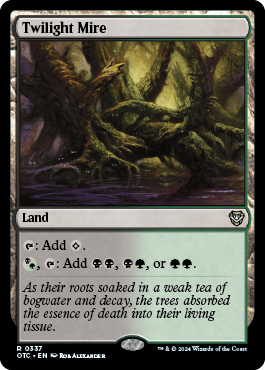 Twilight Mire
Land
: Add .
, : Add , , or .
As their roots soaked in a weak tea of
bogwater and decay, the trees absorbed
the essence of death into their living
tissue.
R 0337
OTC • EN Rob Alexander
™ & © 2024 Wizards of the Coast